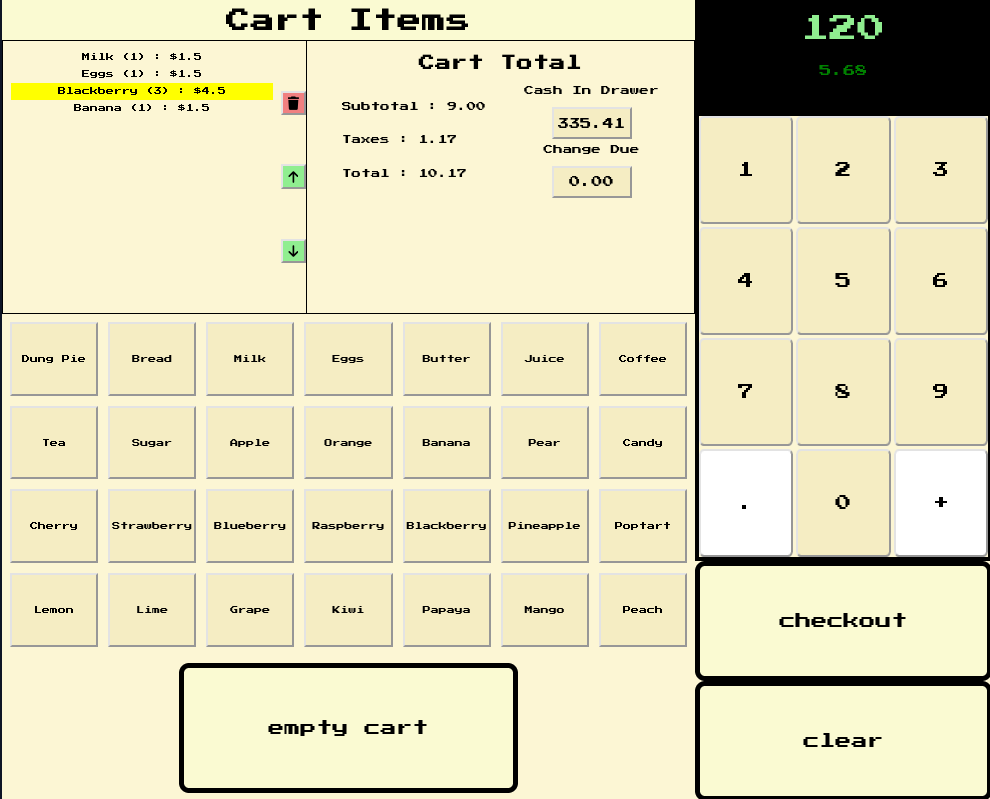 Cart Items
Milk (1) : $1.5
Eggs (1) : $1.5
Blackberry (3) : $4.5
Banana (1) : $1.5
Cart Total
Subtotal : 9.00
Taxes : 1.17
Total : 10.17
Cash In Drawer
335.41
Change Due
0.00
120
5.68
1 2 3
4 5 6
7 8 9
. 0 +
Dung Pie Bread Milk Eggs Butter Juice Coffee
Tea Sugar Apple Orange Banana Pear Candy
Cherry Strawberry Blueberry Raspberry Blackberry Pineapple Poptart
Lemon Lime Grape Kiwi Papaya Mango Peach
empty cart
checkout
clear